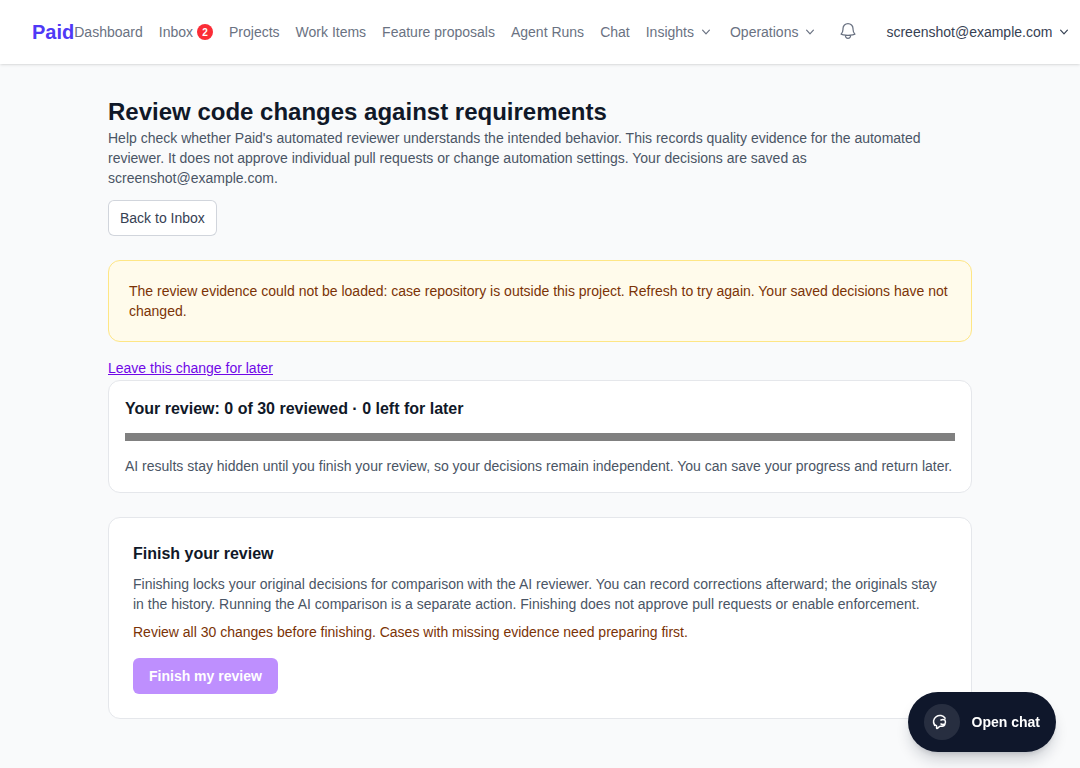 Paid Dashboard Inbox 2 Projects Work Items Feature proposals Agent Runs Chat Insights Operations screenshot@example.com
Review code changes against requirements
Help check whether Paid's automated reviewer understands the intended behavior. This records quality evidence for the automated
reviewer. It does not approve individual pull requests or change automation settings. Your decisions are saved as
screenshot@example.com.
Back to Inbox
The review evidence could not be loaded: case repository is outside this project. Refresh to try again. Your saved decisions have not
changed.
Leave this change for later
Your review: 0 of 30 reviewed · 0 left for later
AI results stay hidden until you finish your review, so your decisions remain independent. You can save your progress and return later.
Finish your review
Finishing locks your original decisions for comparison with the AI reviewer. You can record corrections afterward; the originals stay
in the history. Running the AI comparison is a separate action. Finishing does not approve pull requests or enable enforcement.
Review all 30 changes before finishing. Cases with missing evidence need preparing first.
Finish my review
Open chat